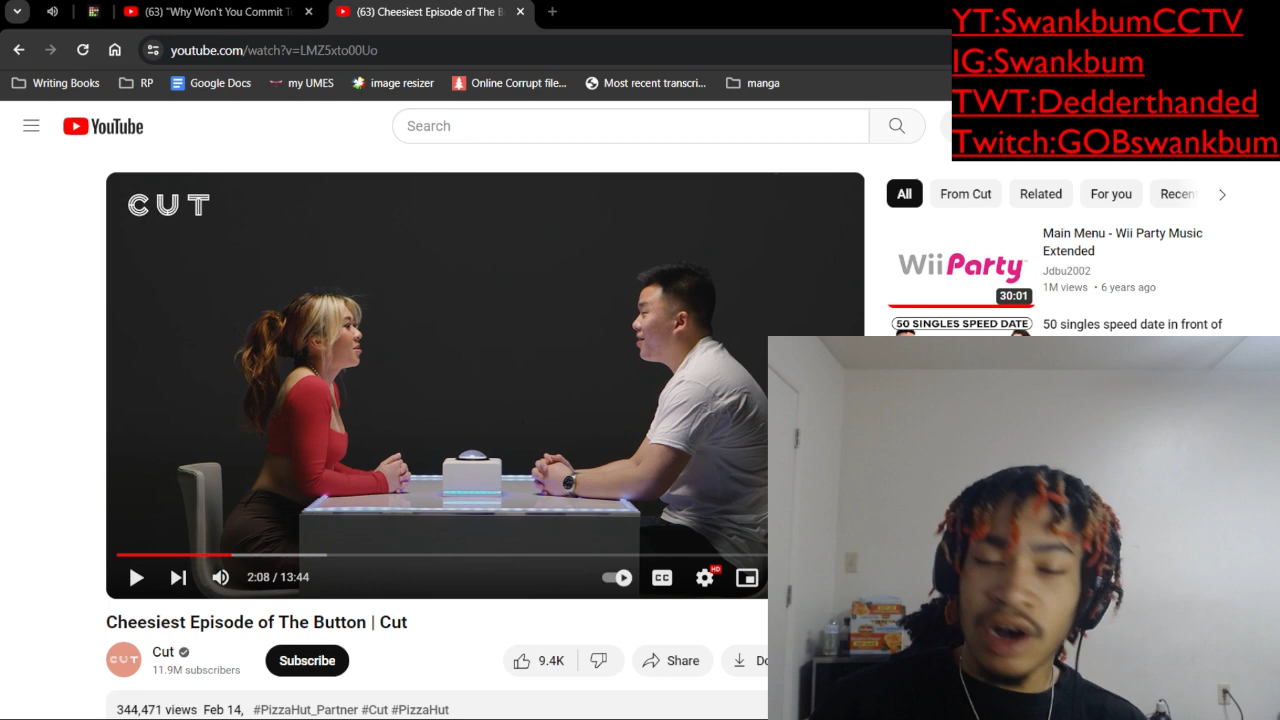 (63) "Why Won't You Commit To
(63) Cheesiest Episode of The B
youtube.com/watch?v=LMZ5xto00Uo
Writing Books
RP
Google Docs
my UMES
image resizer
Online Corrupt file...
Most recent transcri...
manga
YT:SwankbumCCTV
IG:Swankbum
TWT:Dedderthanded
Twitch:GOBswankbum
YouTube
Search
CUT
All
From Cut
Related
For you
Recen
Wii Party
30:01
Main Menu - Wii Party Music
Extended
Jdbu2002
1M views • 6 years ago
50 SINGLES SPEED DATE
50 singles speed date in front of
2:08 / 13:44
CC
HD
Cheesiest Episode of The Button | Cut
CUT
Cut
11.9M subscribers
Subscribe
9.4K
Share
Do
344,471 views Feb 14, #PizzaHut_Partner #Cut #PizzaHut